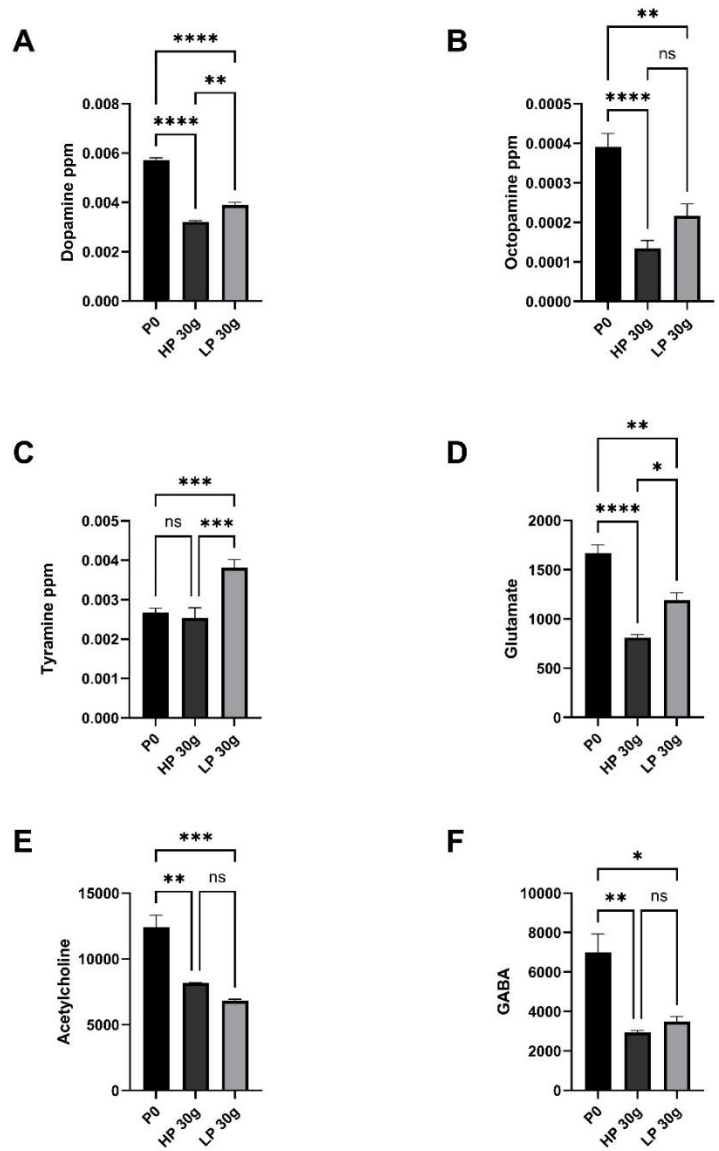 A
****
**
****
0.008
0.006
0.004
0.002
0.000
Dopamine ppm
P0
HP 30g
LP 30g
B
**
ns
****
0.0005
0.0004
0.0003
0.0002
0.0001
0.0000
Octopamine ppm
P0
HP 30g
LP 30g
C
***
ns
***
0.005
0.004
0.003
0.002
0.001
0.000
Tyramine ppm
P0
HP 30g
LP 30g
D
**
*
****
2000
1500
1000
500
0
Glutamate
P0
HP 30g
LP 30g
E
***
**
ns
15000
10000
5000
0
Acetylcholine
P0
HP 30g
LP 30g
F
*
**
ns
10000
8000
6000
4000
2000
0
GABA
P0
HP 30g
LP 30g